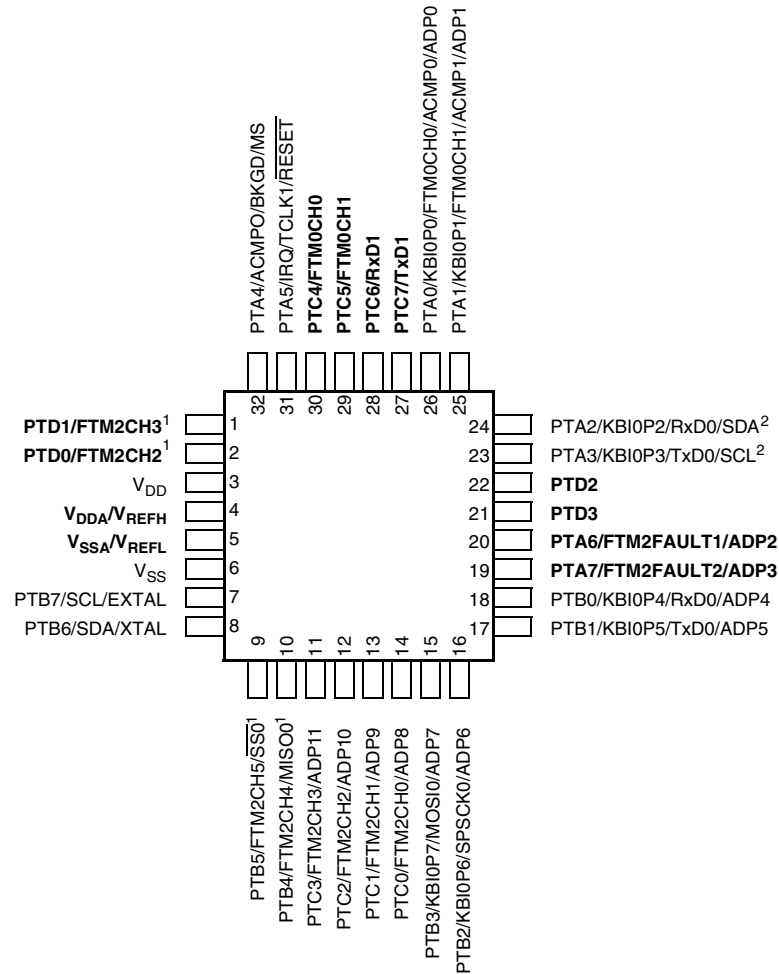 PTA4/ACMPO/BKGD/MS
PTA5/IRQ/TCLK1/RESET
PTC4/FTM0CH0
PTC5/FTM0CH1
PTC6/RxD1
PTC7/TxD1
PTA0/KBI0P0/FTM0CH0/ACMP0/ADP0
PTA1/KBI0P1/FTM0CH1/ACMP1/ADP1
32
31
30
29
28
27
26
25
PTD1/FTM2CH3¹ 1
PTD0/FTM2CH2¹ 2
VDD 3
VDDA/VREFH 4
VSSA/VREFL 5
VSS 6
PTB7/SCL/EXTAL 7
PTB6/SDA/XTAL 8
24 PTA2/KBI0P2/RxD0/SDA²
23 PTA3/KBI0P3/TxD0/SCL²
22 PTD2
21 PTD3
20 PTA6/FTM2FAULT1/ADP2
19 PTA7/FTM2FAULT2/ADP3
18 PTB0/KBI0P4/RxD0/ADP4
17 PTB1/KBI0P5/TxD0/ADP5
9
10
11
12
13
14
15
16
PTB5/FTM2CH5/SS0¹
PTB4/FTM2CH4/MISO0¹
PTC3/FTM2CH3/ADP11
PTC2/FTM2CH2/ADP10
PTC1/FTM2CH1/ADP9
PTC0/FTM2CH0/ADP8
PTB3/KBI0P7/MOSI0/ADP7
PTB2/KBI0P6/SPSCK0/ADP6